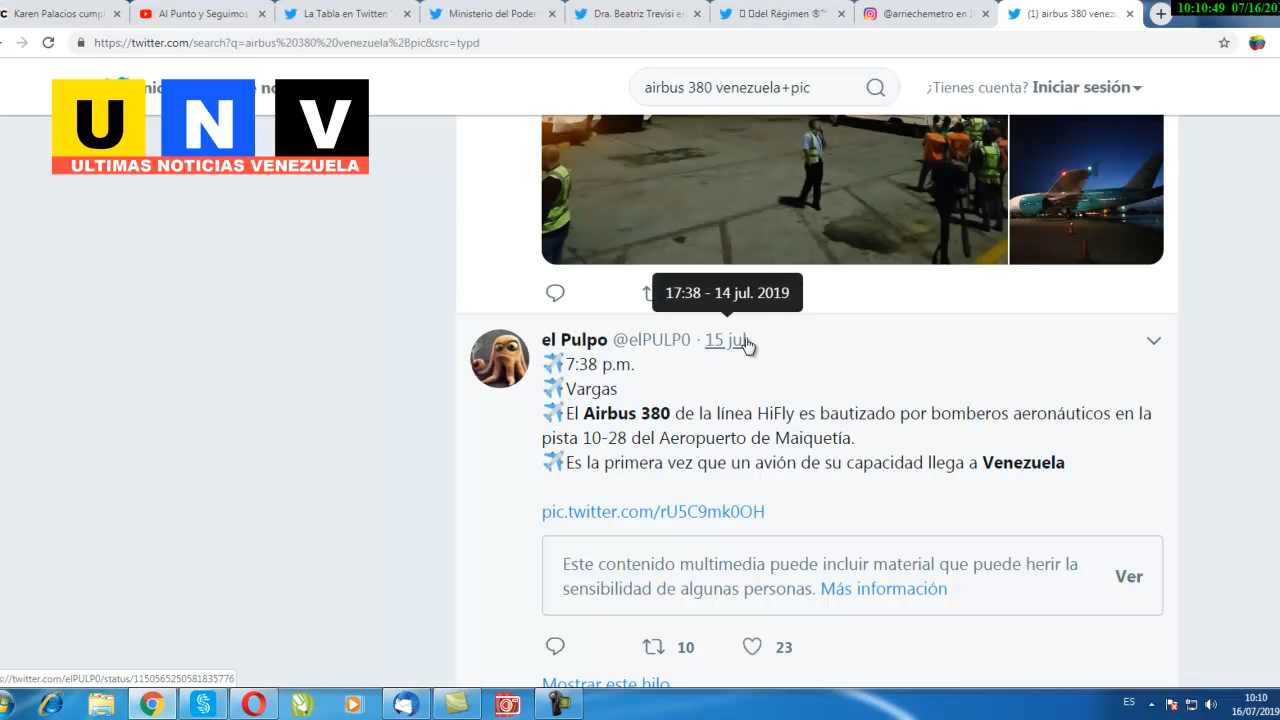 10:10:49 07/16/20
Karen Palacios cumpl
Al Punto y Seguimos
La Tabla en Twitter:
Misterio del Poder
Dra. Beatriz Trevisi en
del Régimen
@arriechemetro en I
(1) airbus 380 venezu
https://twitter.com/search?q=airbus%20380%20venezuela%2Bpic&src=typd
airbus 380 venezuela+pic
¿Tienes cuenta? Iniciar sesión
UNV
ULTIMAS NOTICIAS VENEZUELA
17:38 - 14 jul. 2019
el Pulpo @elPULP0 · 15 jul.
7:38 p.m.
Vargas
El Airbus 380 de la línea HiFly es bautizado por bomberos aeronáuticos en la
pista 10-28 del Aeropuerto de Maiquetía.
Es la primera vez que un avión de su capacidad llega a Venezuela
pic.twitter.com/rU5C9mk0OH
Este contenido multimedia puede incluir material que puede herir la
sensibilidad de algunas personas. Más información
Ver
10 23
Mostrar este hilo
s://twitter.com/elPULP0/status/1150565250581835776
ES
10:10
16/07/2019